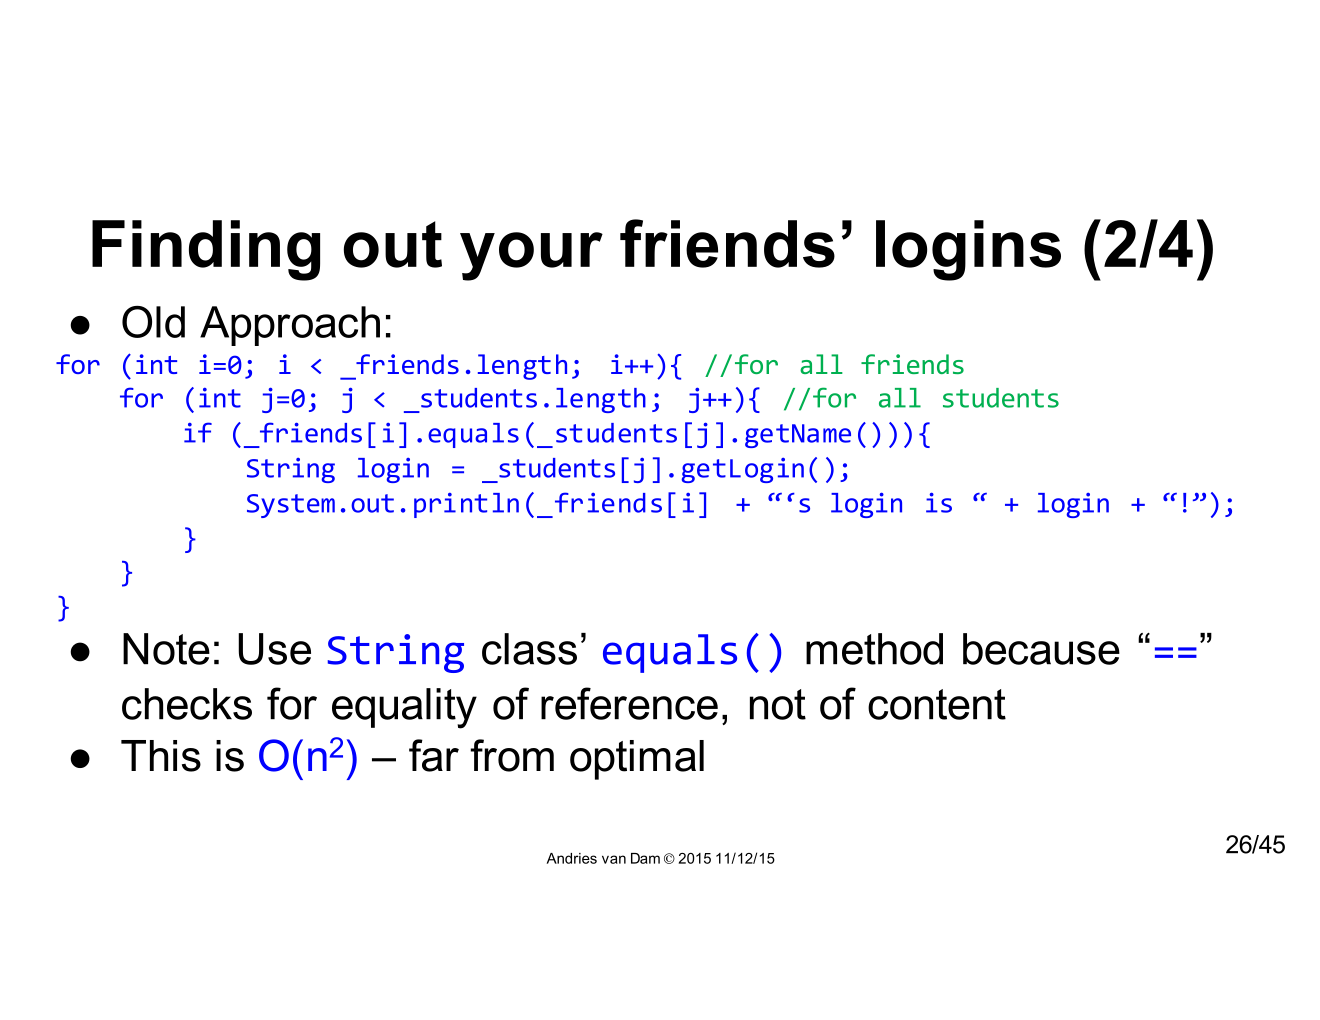 Finding out your friends’ logins (2/4)
● Old Approach:
for (int i=0; i < _friends.length; i++){ //for all friends
    for (int j=0; j < _students.length; j++){ //for all students
        if (_friends[i].equals(_students[j].getName())){
            String login = _students[j].getLogin();
            System.out.println(_friends[i] + “‘s login is “ + login + “!”);
        }
    }
}
● Note: Use String class’ equals() method because “==”
checks for equality of reference, not of content
● This is O(n²) – far from optimal
Andries van Dam © 2015 11/12/15
26/45